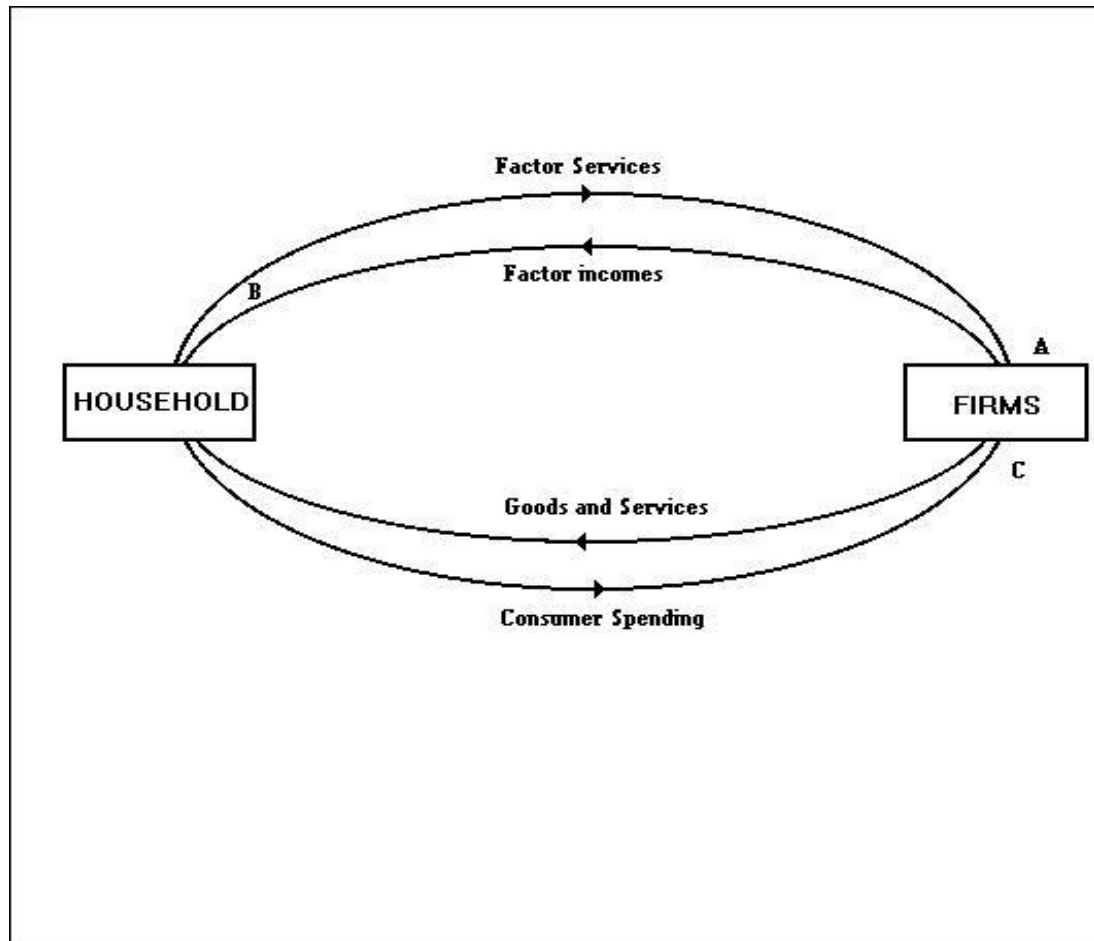 Factor Services
Factor incomes
B
A
HOUSEHOLD
FIRMS
C
Goods and Services
Consumer Spending